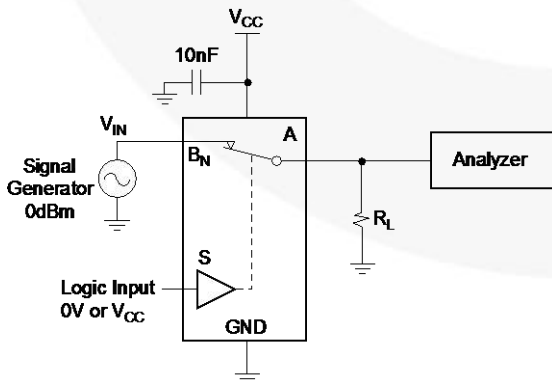 VCC
10nF
VIN
BN
A
Analyzer
Signal
Generator
0dBm
RL
S
Logic Input
0V or VCC
GND